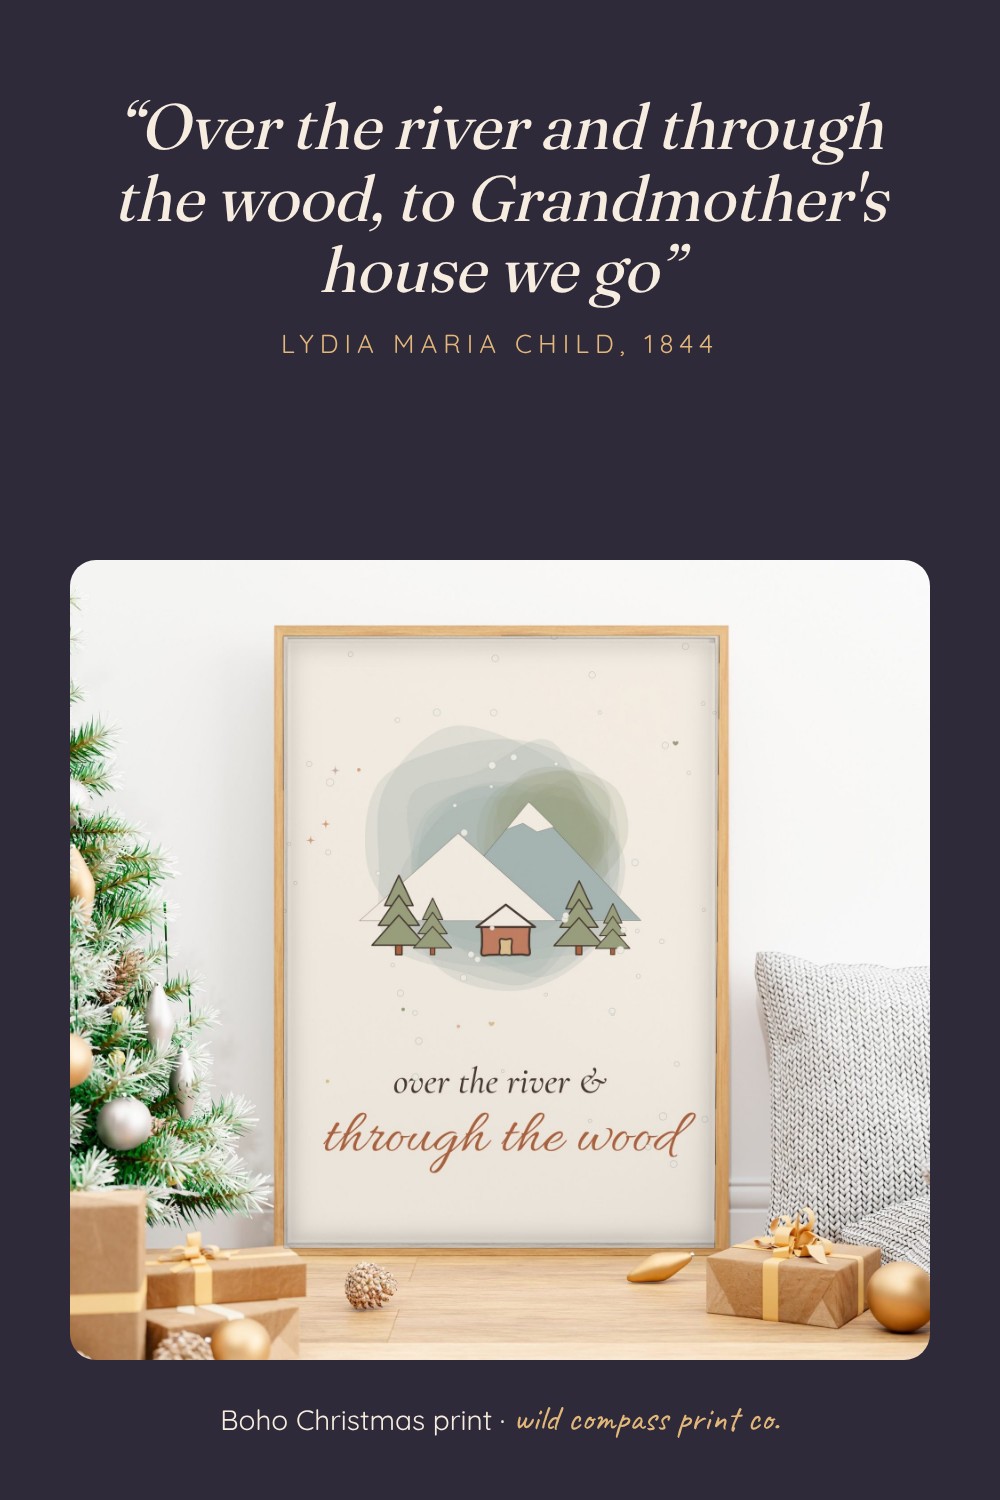 “Over the river and through
the wood, to Grandmother's
house we go”
LYDIA MARIA CHILD, 1844
over the river &
through the wood
Boho Christmas print · wild compass print co.